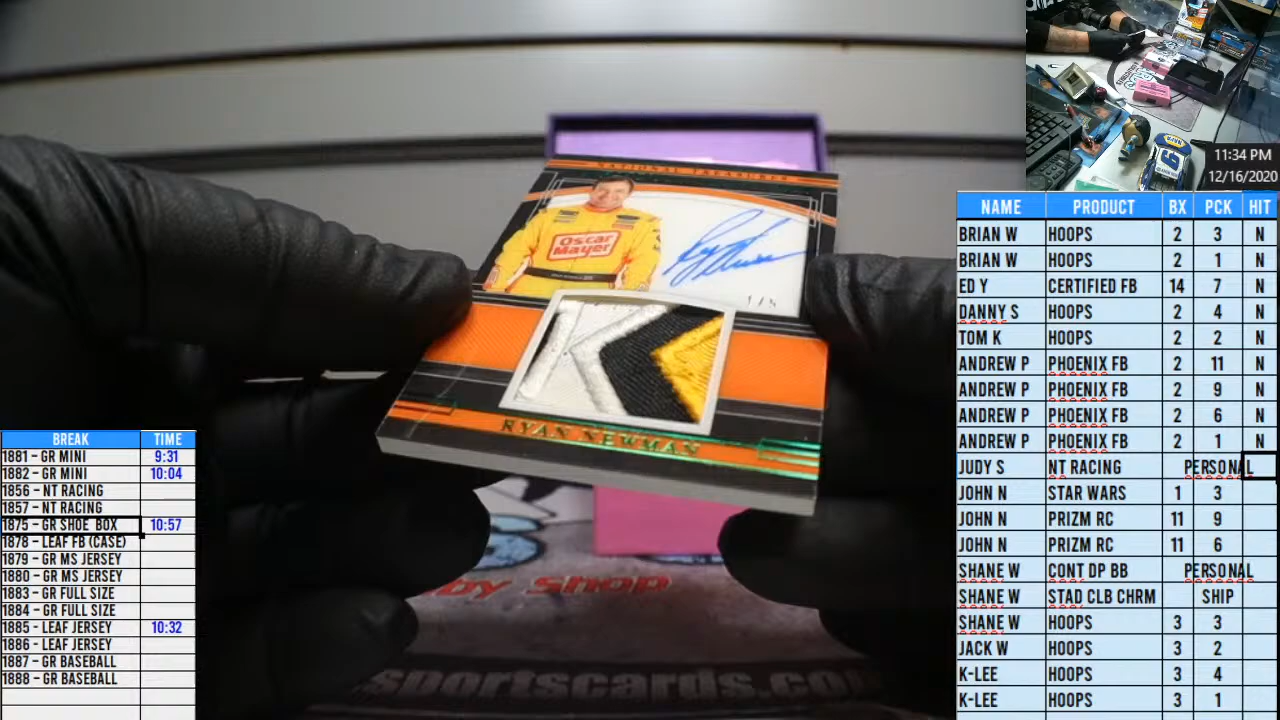 NATIONAL TREASURES
Oscar
Mayer
1/5
RYAN NEWMAN
by Shop
sportscards.co
11:34 PM
12/16/2020
NAME PRODUCT BX PCK HIT
BRIAN W HOOPS 2 3 N
BRIAN W HOOPS 2 1 N
ED Y CERTIFIED FB 14 7 N
DANNY S HOOPS 2 4 N
TOM K HOOPS 2 2 N
ANDREW P PHOENIX FB 2 11 N
ANDREW P PHOENIX FB 2 9 N
ANDREW P PHOENIX FB 2 6 N
ANDREW P PHOENIX FB 2 1 N
JUDY S NT RACING PERSONAL
JOHN N STAR WARS 1 3
JOHN N PRIZM RC 11 9
JOHN N PRIZM RC 11 6
SHANE W CONT DP BB PERSONAL
SHANE W STAD CLB CHRM SHIP
SHANE W HOOPS 3 3
JACK W HOOPS 3 2
K-LEE HOOPS 3 4
K-LEE HOOPS 3 1
BREAK TIME
1881 - GR MINI 9:31
1882 - GR MINI 10:04
1856 - NT RACING
1857 - NT RACING
1875 - GR SHOE BOX 10:57
1878 - LEAF FB (CASE)
1879 - GR MS JERSEY
1880 - GR MS JERSEY
1883 - GR FULL SIZE
1884 - GR FULL SIZE
1885 - LEAF JERSEY 10:32
1886 - LEAF JERSEY
1887 - GR BASEBALL
1888 - GR BASEBALL